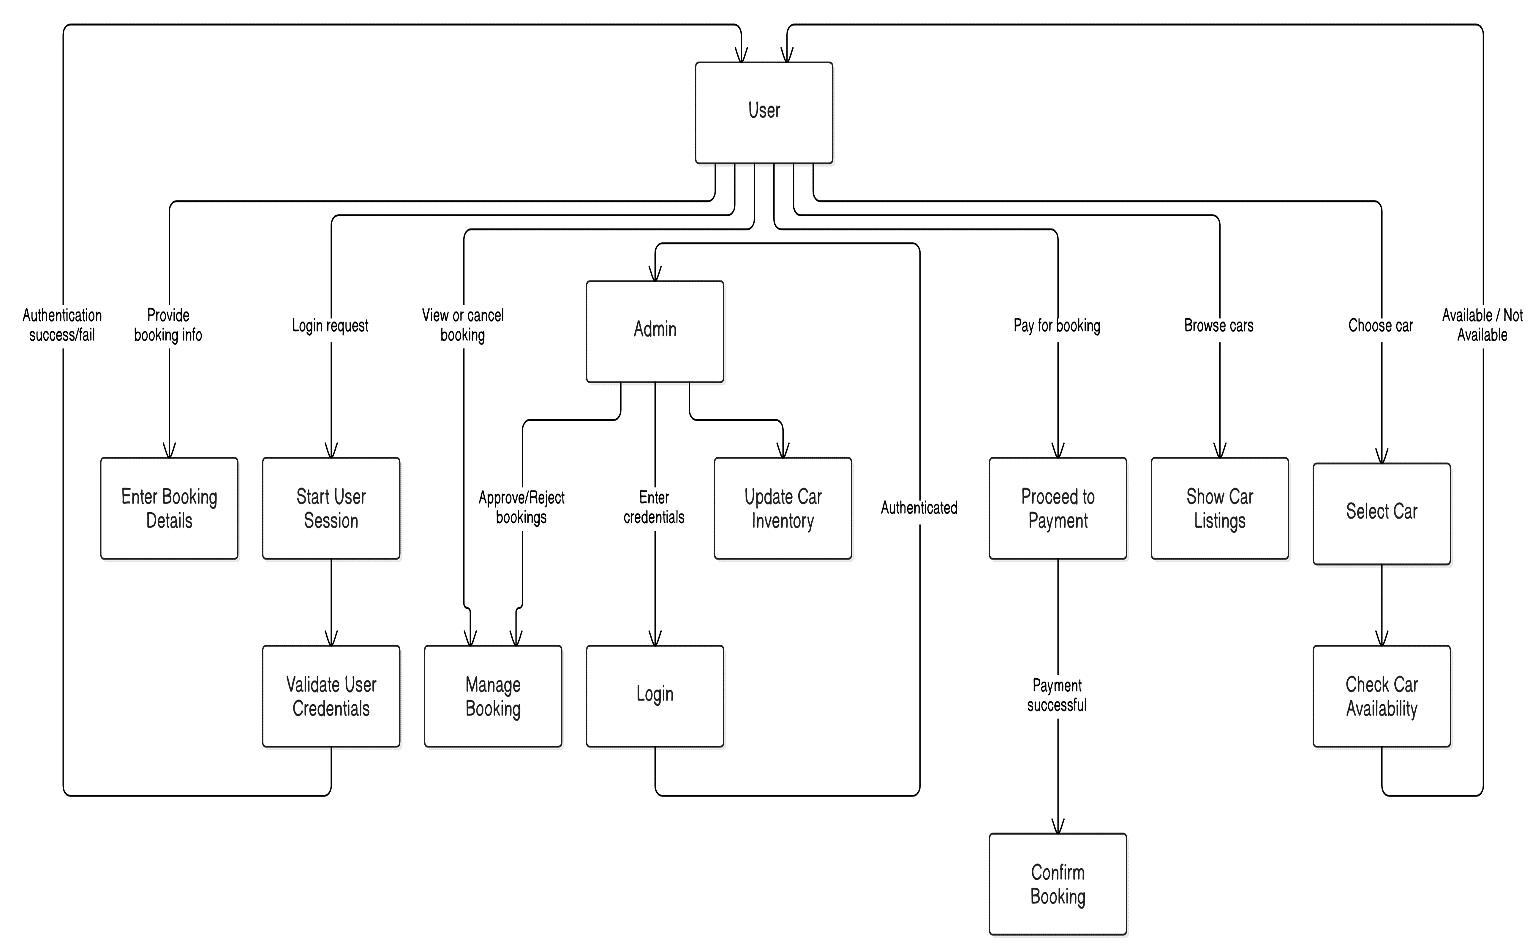 User
Authentication
success/fail
Provide
booking info
Login request
View or cancel
booking
Admin
Pay for booking
Browse cars
Choose car
Available / Not
Available
Enter Booking
Details
Start User
Session
Approve/Reject
bookings
Enter
credentials
Update Car
Inventory
Authenticated
Proceed to
Payment
Show Car
Listings
Select Car
Validate User
Credentials
Manage
Booking
Login
Payment
successful
Check Car
Availability
Confirm
Booking